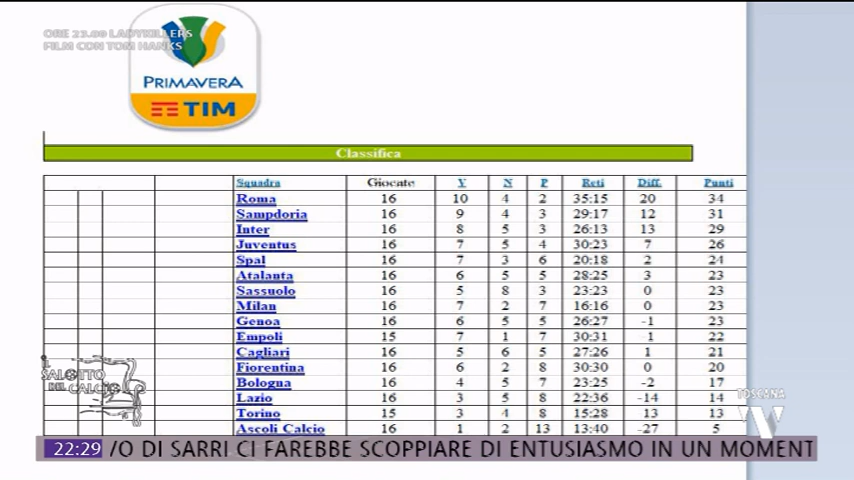 ORE 23.00 LADYKILLERS
FILM CON TOM HANKS
PRIMAVERA
TIM
Classifica
Squadra Giocate V N P Reti Diff. Punti
Roma 16 10 4 2 35:15 20 34
Sampdoria 16 9 4 3 29:17 12 31
Inter 16 8 5 3 26:13 13 29
Juventus 16 7 5 4 30:23 7 26
Spal 16 7 3 6 20:18 2 24
Atalanta 16 6 5 5 28:25 3 23
Sassuolo 16 5 8 3 23:23 0 23
Milan 16 7 2 7 16:16 0 23
Genoa 16 6 5 5 26:27 -1 23
Empoli 15 7 1 7 30:31 -1 22
Cagliari 16 5 6 5 27:26 1 21
Fiorentina 16 6 2 8 30:30 0 20
Bologna 16 4 5 7 23:25 -2 17
Lazio 16 3 5 8 22:36 -14 14
Torino 15 3 4 8 15:28 -13 13
Ascoli Calcio 16 1 2 13 13:40 -27 5
IL
SALOTTO
DEL CALCIO
TOSCANA
TV
22:29 /O DI SARRI CI FAREBBE SCOPPIARE DI ENTUSIASMO IN UN MOMENT